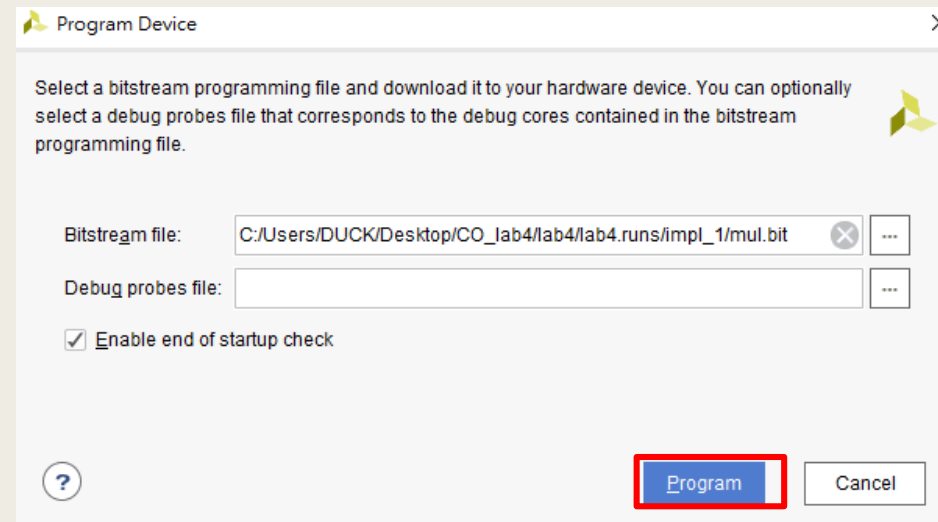 Program Device
Select a bitstream programming file and download it to your hardware device. You can optionally
select a debug probes file that corresponds to the debug cores contained in the bitstream
programming file.
Bitstream file: C:/Users/DUCK/Desktop/CO_lab4/lab4/lab4.runs/impl_1/mul.bit ...
Debug probes file: ...
Enable end of startup check
? Program Cancel